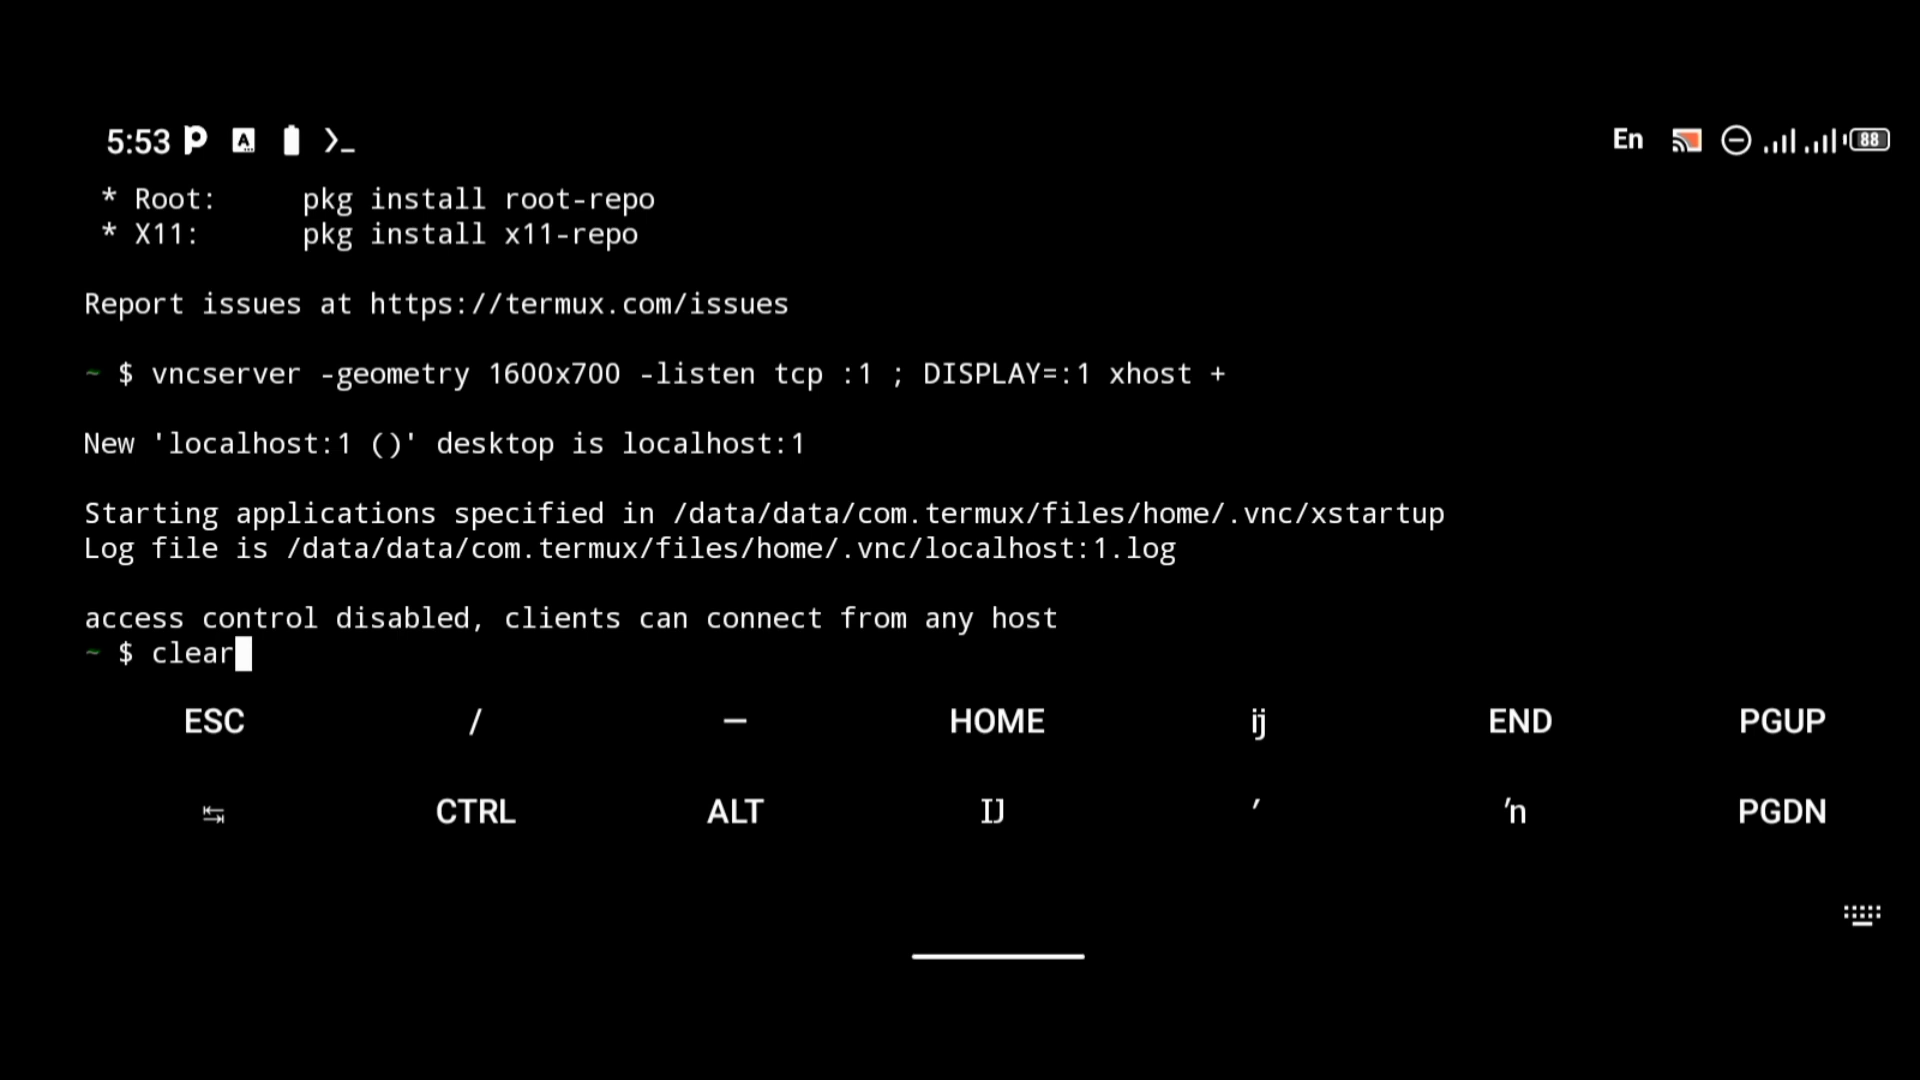 5:53 En 88
* Root: pkg install root-repo
* X11: pkg install x11-repo
Report issues at https://termux.com/issues
~ $ vncserver -geometry 1600x700 -listen tcp :1 ; DISPLAY=:1 xhost +
New 'localhost:1 ()' desktop is localhost:1
Starting applications specified in /data/data/com.termux/files/home/.vnc/xstartup
Log file is /data/data/com.termux/files/home/.vnc/localhost:1.log
access control disabled, clients can connect from any host
~ $ clear
ESC / — HOME ĳ END PGUP
↹ CTRL ALT Ĳ ′ ŉ PGDN